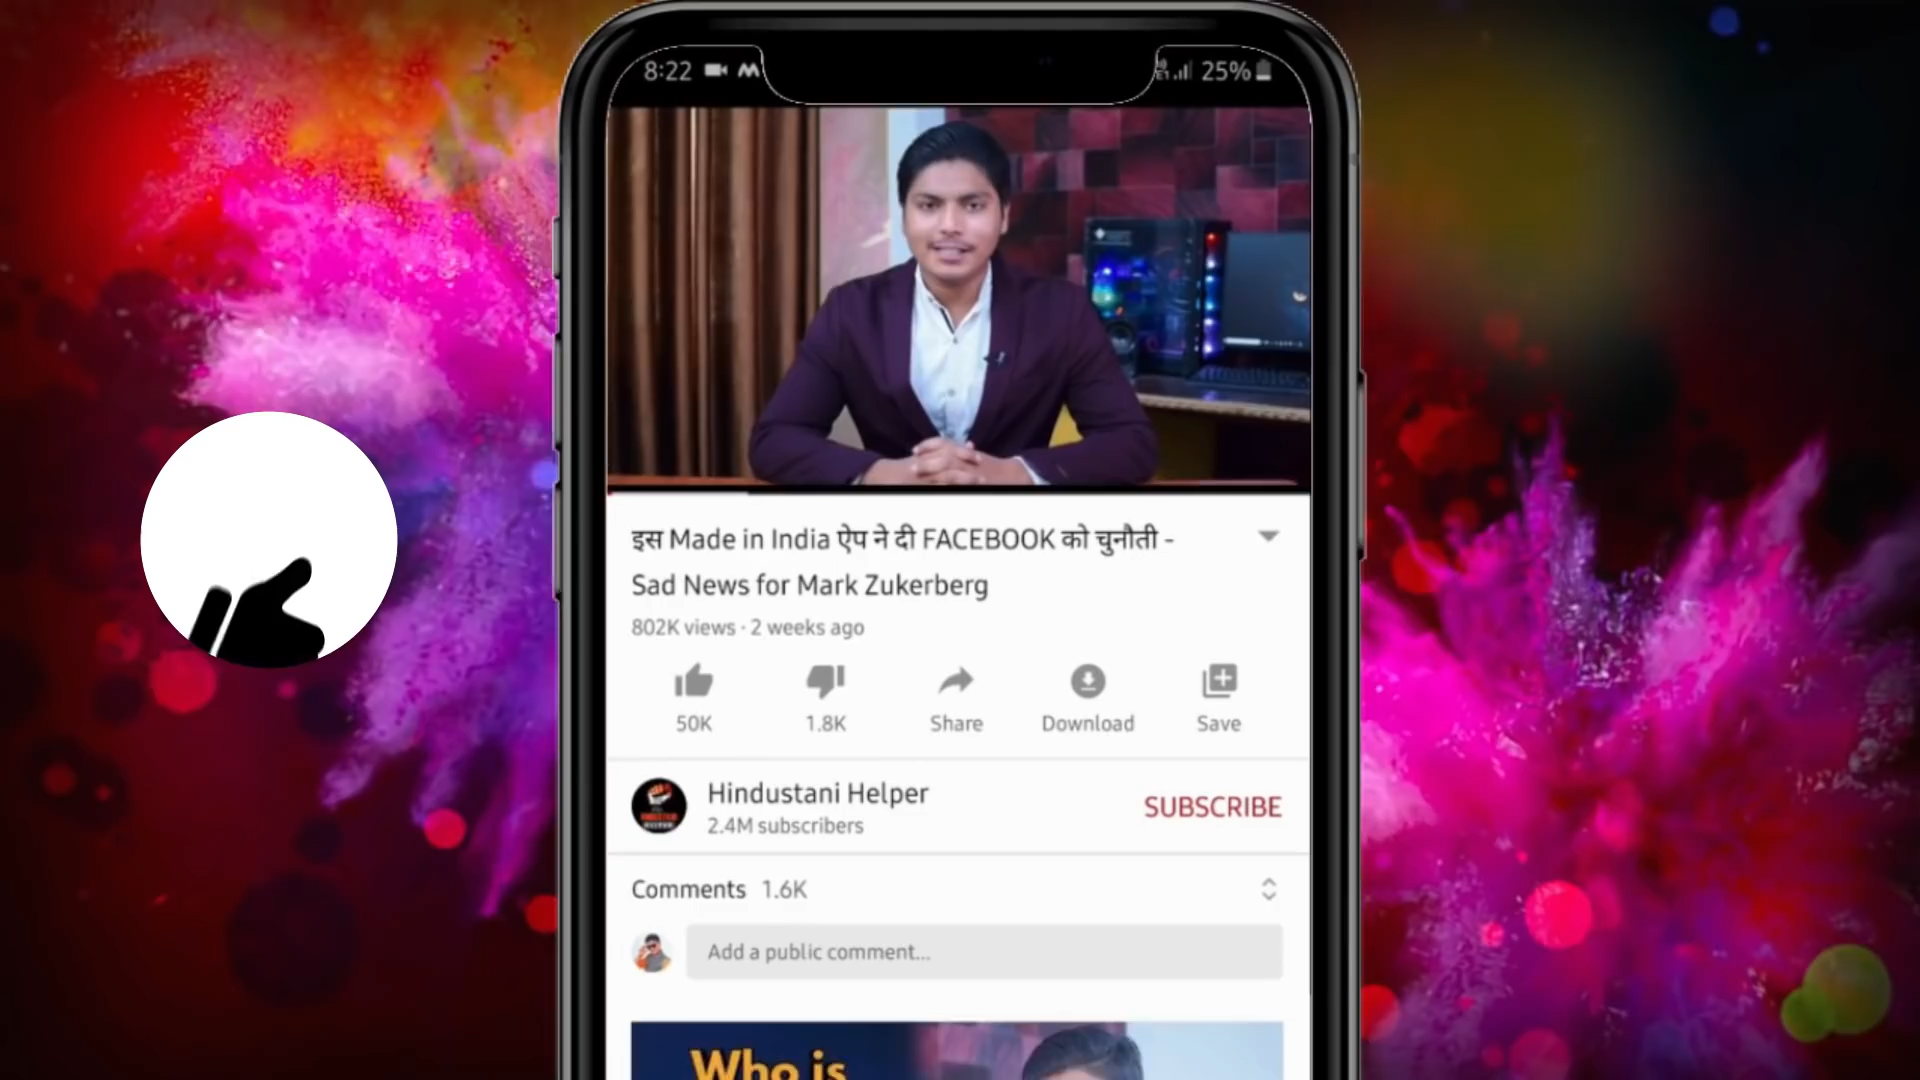 8:22
25%
इस Made in India ऐप ने दी FACEBOOK को चुनौती -
Sad News for Mark Zukerberg
802K views · 2 weeks ago
50K
1.8K
Share
Download
Save
Hindustani Helper
2.4M subscribers
SUBSCRIBE
Comments 1.6K
Add a public comment...
Who is